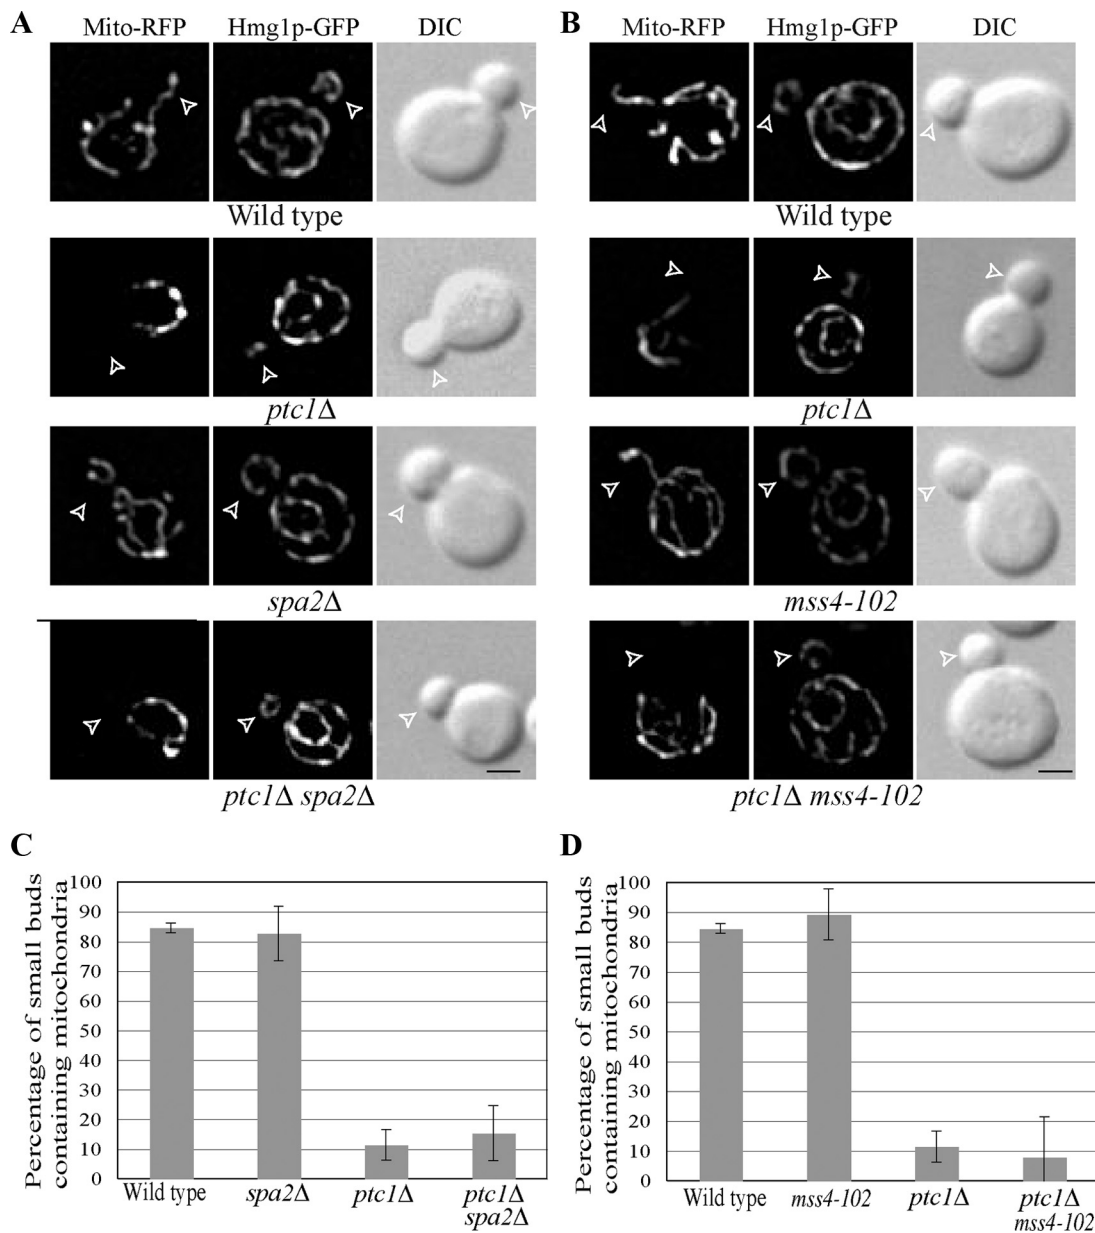 A
Mito-RFP Hmg1p-GFP DIC
Wild type
ptc1Δ
spa2Δ
ptc1Δ spa2Δ
B
Mito-RFP Hmg1p-GFP DIC
Wild type
ptc1Δ
mss4-102
ptc1Δ mss4-102
C
Percentage of small buds
containing mitochondria
100
90
80
70
60
50
40
30
20
10
0
Wild type spa2Δ ptc1Δ ptc1Δ
spa2Δ
D
Percentage of small buds
containing mitochondria
100
90
80
70
60
50
40
30
20
10
0
Wild type mss4-102 ptc1Δ ptc1Δ
mss4-102